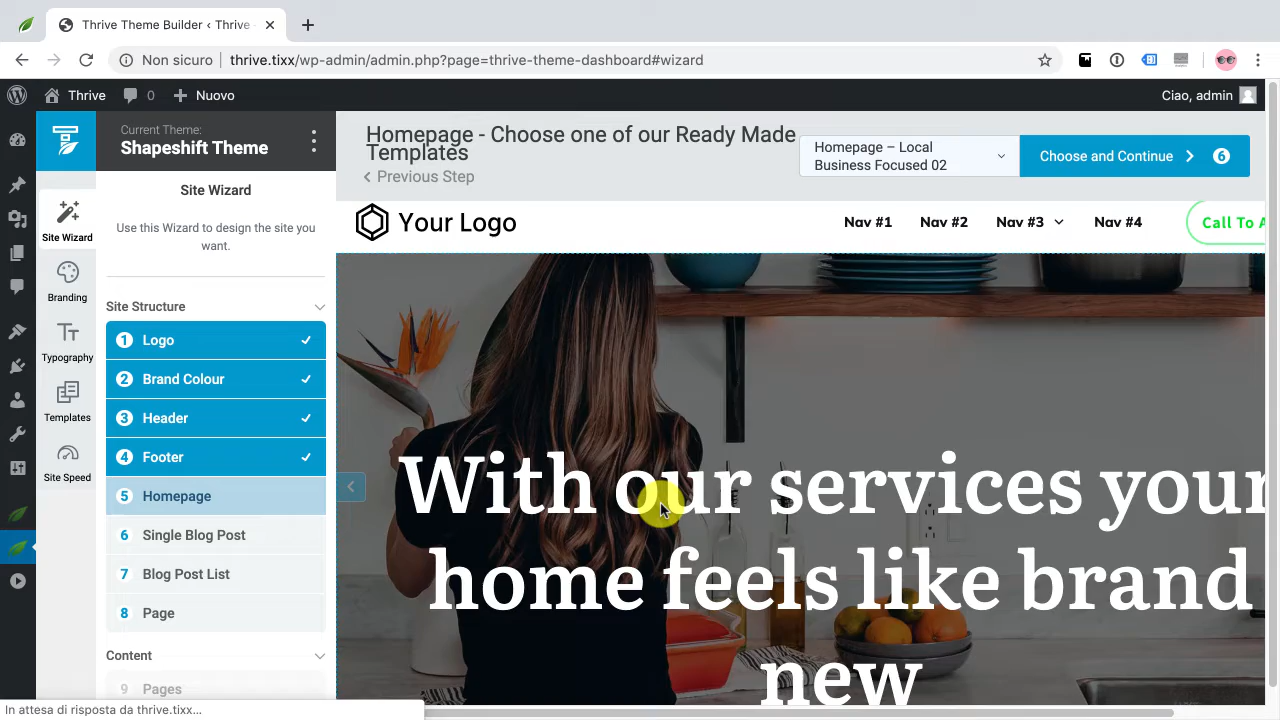 Thrive Theme Builder ‹ Thrive
Non sicuro
thrive.tixx/wp-admin/admin.php?page=thrive-theme-dashboard#wizard
Thrive
0
Nuovo
Ciao, admin
Current Theme:
Shapeshift Theme
Site Wizard
Use this Wizard to design the site you
want.
Site Wizard
Branding
Typography
Templates
Site Speed
Site Structure
1 Logo
2 Brand Colour
3 Header
4 Footer
5 Homepage
6 Single Blog Post
7 Blog Post List
8 Page
Content
9 Pages
Homepage - Choose one of our Ready Made
Templates
Previous Step
Homepage – Local
Business Focused 02
Choose and Continue 6
Your Logo
Nav #1
Nav #2
Nav #3
Nav #4
Call To A
With our services your
home feels like brand
new
In attesa di risposta da thrive.tixx...